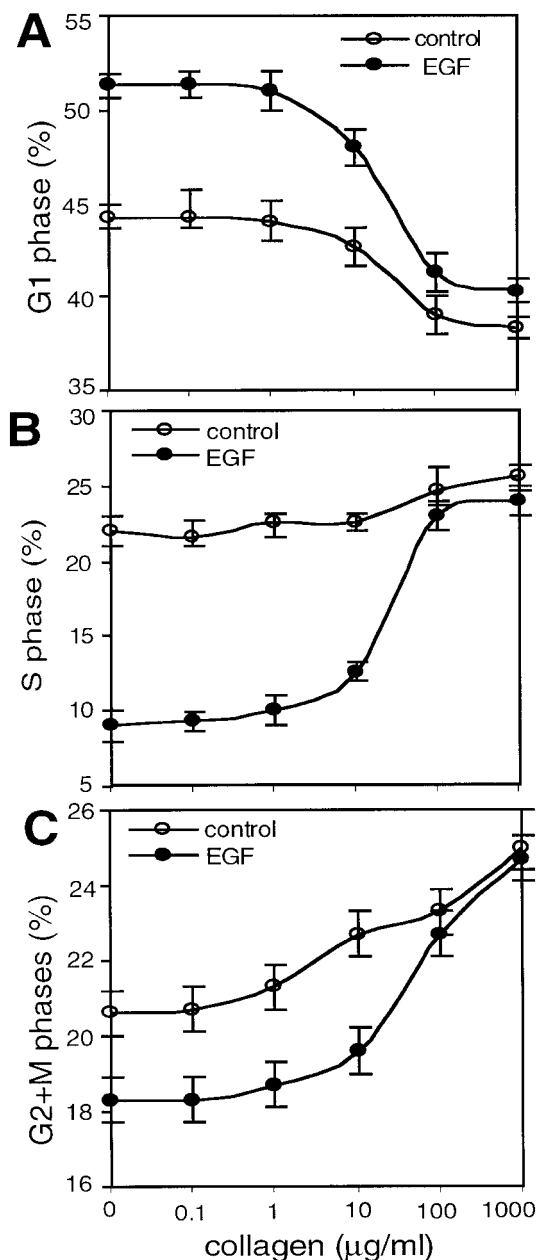 A
55
50
45
40
35
G1 phase (%)
control
EGF
B
30
25
20
15
10
5
S phase (%)
control
EGF
C
26
24
22
20
18
16
G2+M phases (%)
control
EGF
0 0.1 1 10 100 1000
collagen (μg/ml)